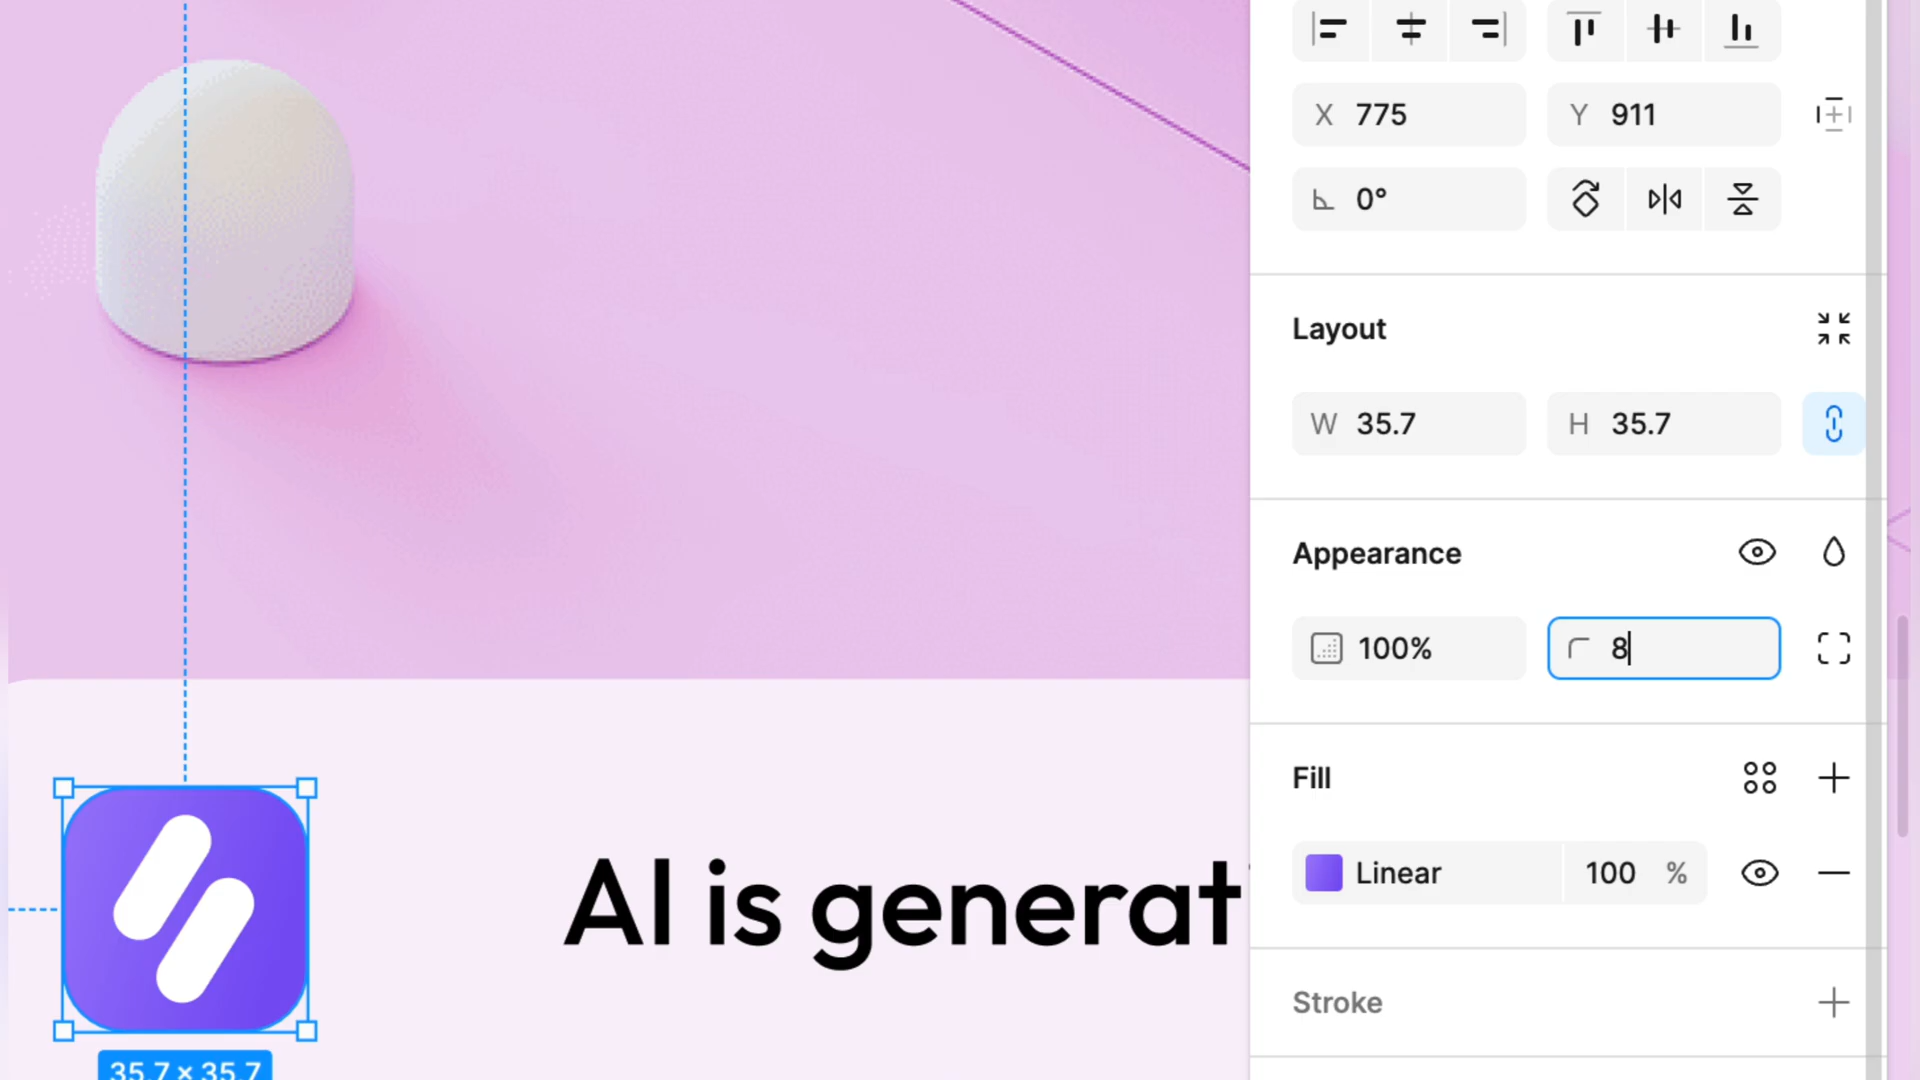 X 775 Y 911
0°
Layout
W 35.7 H 35.7
Appearance
100% 8
Fill
Linear 100 %
AI is generat
Stroke
35.7 × 35.7